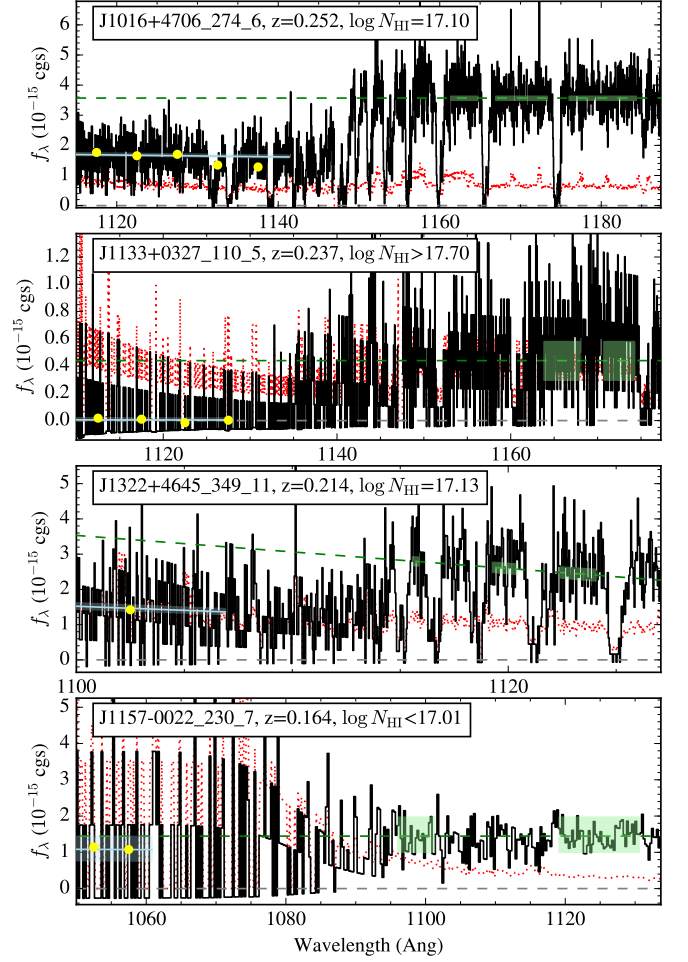 J1016+4706_274_6, z=0.252, log N_HI=17.10
f_λ (10^−15 cgs)
6
5
4
3
2
1
0
1120 1140 1160 1180
J1133+0327_110_5, z=0.237, log N_HI>17.70
f_λ (10^−15 cgs)
1.2
1.0
0.8
0.6
0.4
0.2
0.0
1120 1140 1160
J1322+4645_349_11, z=0.214, log N_HI=17.13
f_λ (10^−15 cgs)
5
4
3
2
1
0
1100 1120
J1157-0022_230_7, z=0.164, log N_HI<17.01
f_λ (10^−15 cgs)
5
4
3
2
1
0
1060 1080 1100 1120
Wavelength (Ang)